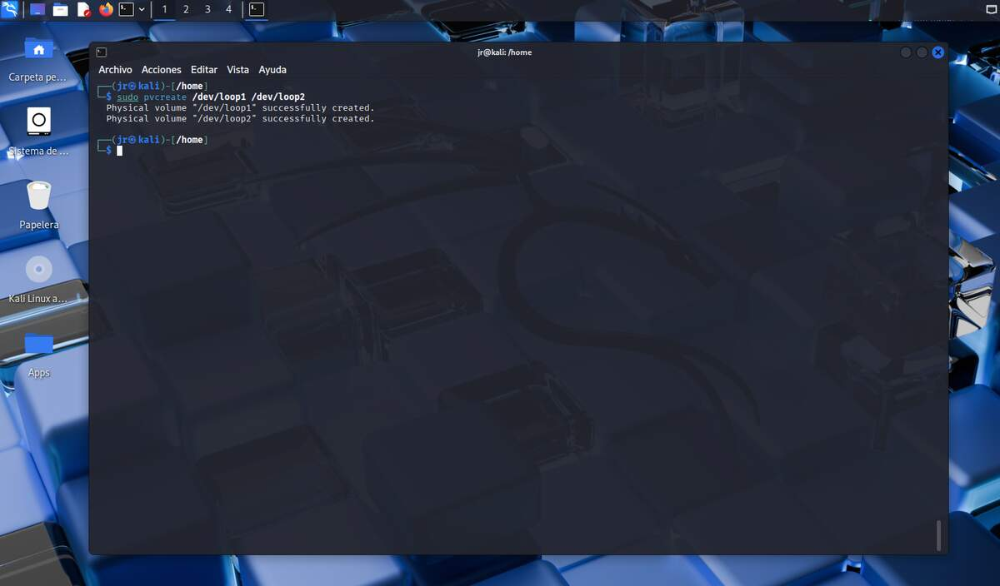 1 2 3 4
jr@kali: /home
Archivo Acciones Editar Vista Ayuda
┌──(jr㉿kali)-[/home]
└─$ sudo pvcreate /dev/loop1 /dev/loop2
Physical volume "/dev/loop1" successfully created.
Physical volume "/dev/loop2" successfully created.
┌──(jr㉿kali)-[/home]
└─$
Carpeta pe...
Sistema de ...
Papelera
Kali Linux a...
Apps